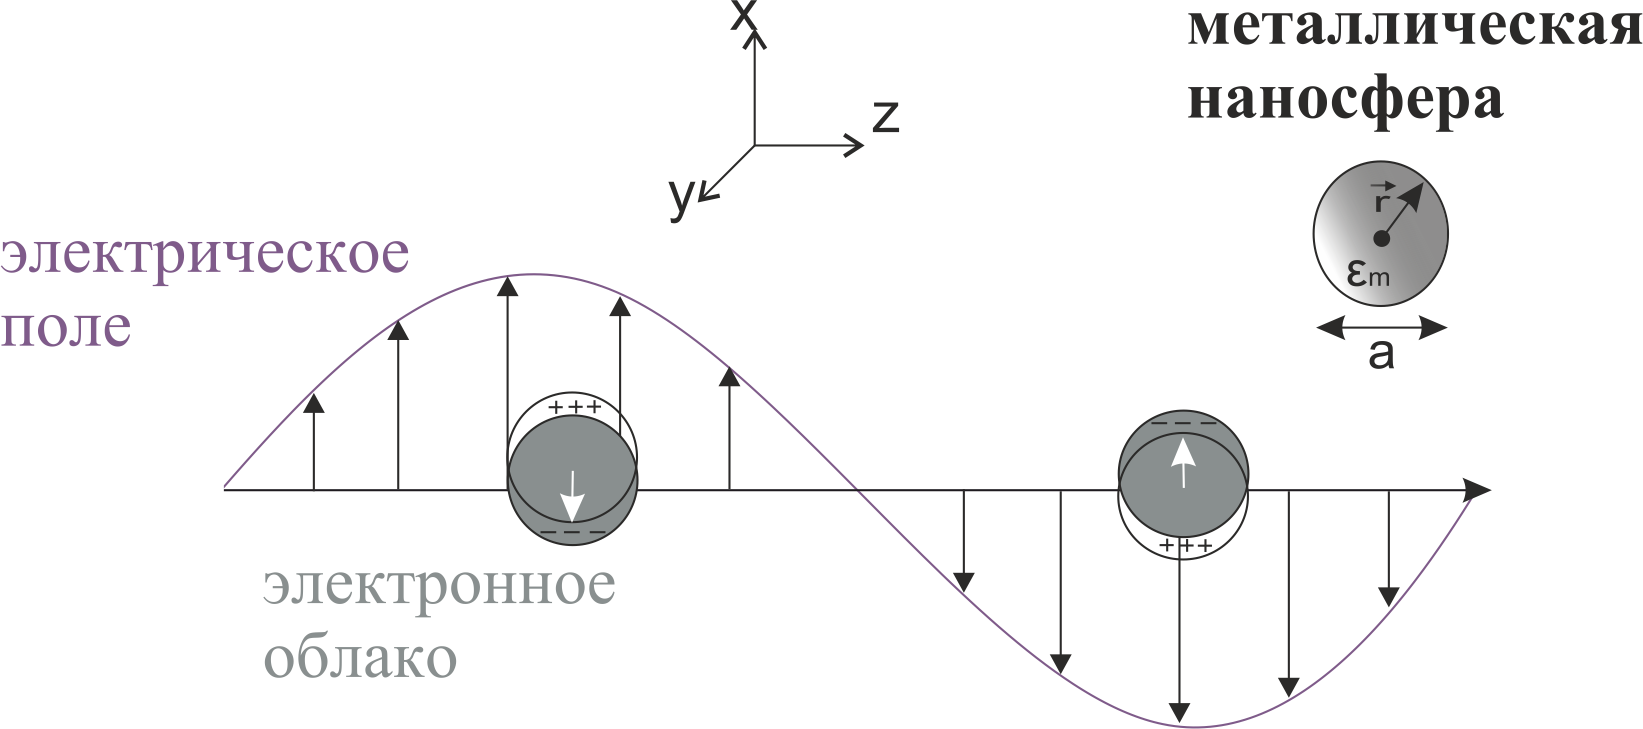 x
z
y
металлическая
наносфера
r
εm
a
электрическое
поле
+++
– – –
– – –
+++
электронное
облако